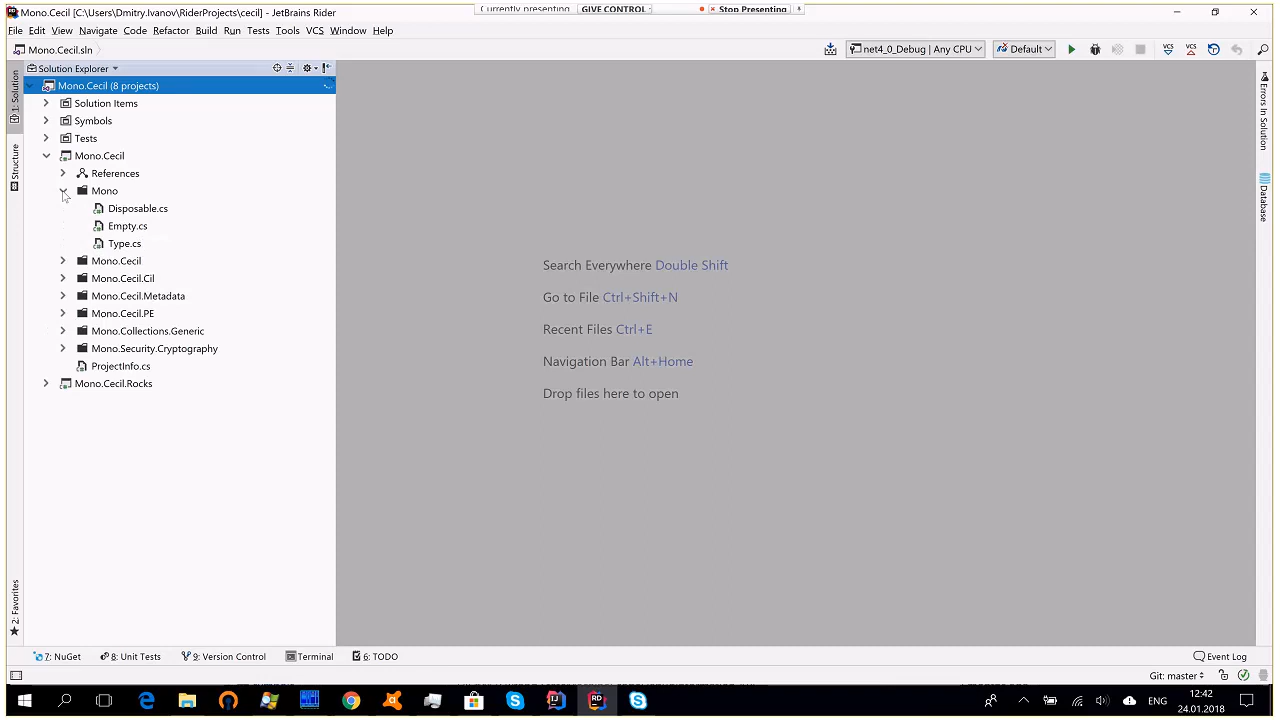 Mono.Cecil [C:\Users\Dmitry.Ivanov\RiderProjects\cecil] - JetBrains Rider
Currently presenting GIVE CONTROL Stop Presenting
File Edit View Navigate Code Refactor Build Run Tests Tools VCS Window Help
Mono.Cecil.sln
net4_0_Debug | Any CPU
Default
VCS
VCS
Solution Explorer
1: Solution
Structure
2: Favorites
Mono.Cecil (8 projects)
Solution Items
Symbols
Tests
Mono.Cecil
References
Mono
Disposable.cs
Empty.cs
Type.cs
Mono.Cecil
Mono.Cecil.Cil
Mono.Cecil.Metadata
Mono.Cecil.PE
Mono.Collections.Generic
Mono.Security.Cryptography
ProjectInfo.cs
Mono.Cecil.Rocks
Search Everywhere Double Shift
Go to File Ctrl+Shift+N
Recent Files Ctrl+E
Navigation Bar Alt+Home
Drop files here to open
Errors In Solution
Database
7: NuGet
8: Unit Tests
9: Version Control
Terminal
6: TODO
Event Log
Git: master
ENG
12:42
24.01.2018